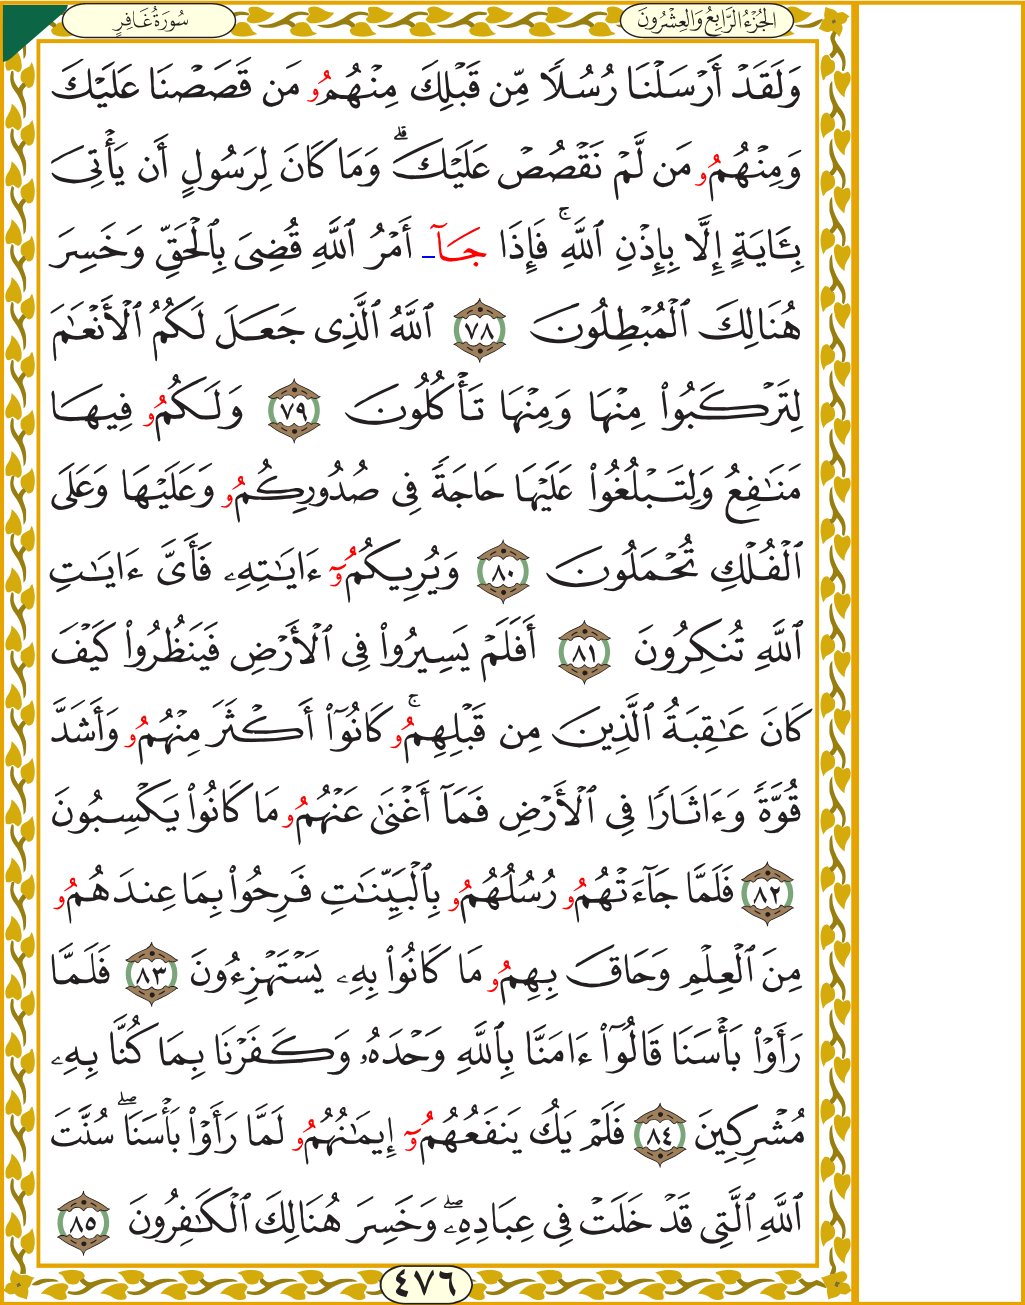 الجُزْءُ الرَّابِعُ وَالعِشْرُونَ
سُورَةُ غَافِرٍ
وَلَقَدْ أَرْسَلْنَا رُسُلًا مِّن قَبْلِكَ مِنْهُمُۥ مَن قَصَصْنَا عَلَيْكَ
وَمِنْهُمُۥ مَن لَّمْ نَقْصُصْ عَلَيْكَ ۗ وَمَا كَانَ لِرَسُولٍ أَن يَأْتِىَ
بِـَٔايَةٍ إِلَّا بِإِذْنِ ٱللَّهِ ۚ فَإِذَا جَآ أَمْرُ ٱللَّهِ قُضِىَ بِٱلْحَقِّ وَخَسِرَ
هُنَالِكَ ٱلْمُبْطِلُونَ ٧٨ ٱللَّهُ ٱلَّذِى جَعَلَ لَكُمُ ٱلْأَنْعَٰمَ
لِتَرْكَبُوا۟ مِنْهَا وَمِنْهَا تَأْكُلُونَ ٧٩ وَلَكُمُۥ فِيهَا
مَنَٰفِعُ وَلِتَبْلُغُوا۟ عَلَيْهَا حَاجَةً فِى صُدُورِكُمُۥ وَعَلَيْهَا وَعَلَى
ٱلْفُلْكِ تُحْمَلُونَ ٨٠ وَيُرِيكُمُۥٓ ءَايَٰتِهِۦ فَأَىَّ ءَايَٰتِ
ٱللَّهِ تُنكِرُونَ ٨١ أَفَلَمْ يَسِيرُوا۟ فِى ٱلْأَرْضِ فَيَنظُرُوا۟ كَيْفَ
كَانَ عَٰقِبَةُ ٱلَّذِينَ مِن قَبْلِهِمُۥ ۚ كَانُوٓا۟ أَكْثَرَ مِنْهُمُۥ وَأَشَدَّ
قُوَّةً وَءَاثَارًا فِى ٱلْأَرْضِ فَمَآ أَغْنَىٰ عَنْهُمُۥ مَا كَانُوا۟ يَكْسِبُونَ
٨٢ فَلَمَّا جَآءَتْهُمُۥ رُسُلُهُمُۥ بِٱلْبَيِّنَٰتِ فَرِحُوا۟ بِمَا عِندَهُمُۥ
مِنَ ٱلْعِلْمِ وَحَاقَ بِهِمُۥ مَا كَانُوا۟ بِهِۦ يَسْتَهْزِءُونَ ٨٣ فَلَمَّا
رَأَوْا۟ بَأْسَنَا قَالُوٓا۟ ءَامَنَّا بِٱللَّهِ وَحْدَهُۥ وَكَفَرْنَا بِمَا كُنَّا بِهِۦ
مُشْرِكِينَ ٨٤ فَلَمْ يَكُ يَنفَعُهُمُۥٓ إِيمَٰنُهُمُۥ لَمَّا رَأَوْا۟ بَأْسَنَا ۖ سُنَّتَ
ٱللَّهِ ٱلَّتِى قَدْ خَلَتْ فِى عِبَادِهِۦ ۖ وَخَسِرَ هُنَالِكَ ٱلْكَٰفِرُونَ ٨٥
٤٧٦